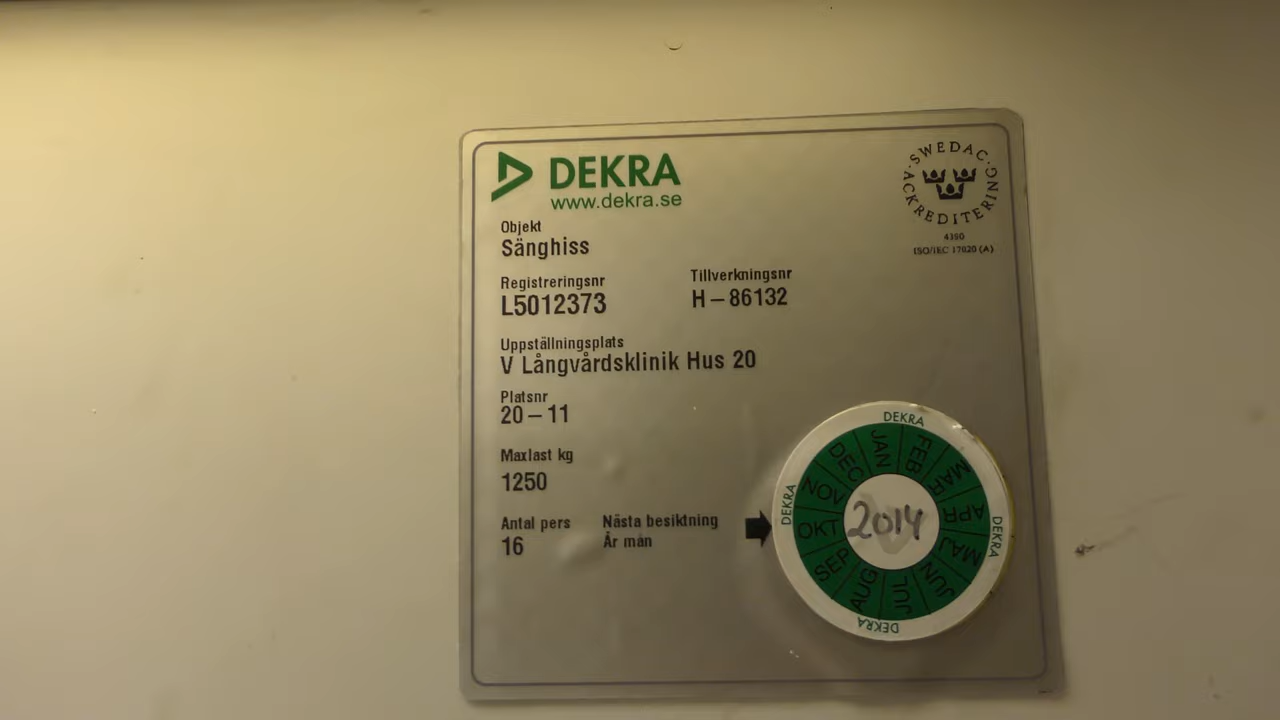 DEKRA
www.dekra.se
SWEDAC
ACKREDITERING
4390
ISO/IEC 17020 (A)
Objekt
Sänghiss
Registreringsnr
L5012373
Tillverkningsnr
H–86132
Uppställningsplats
V Långvårdsklinik Hus 20
Platsnr
20–11
Maxlast kg
1250
Antal pers
16
Nästa besiktning
År mån
DEKRA
DEKRA
DEKRA
DEKRA
JAN
FEB
MAR
APR
MAJ
JUN
JUL
AUG
SEP
OKT
NOV
DEC
2014